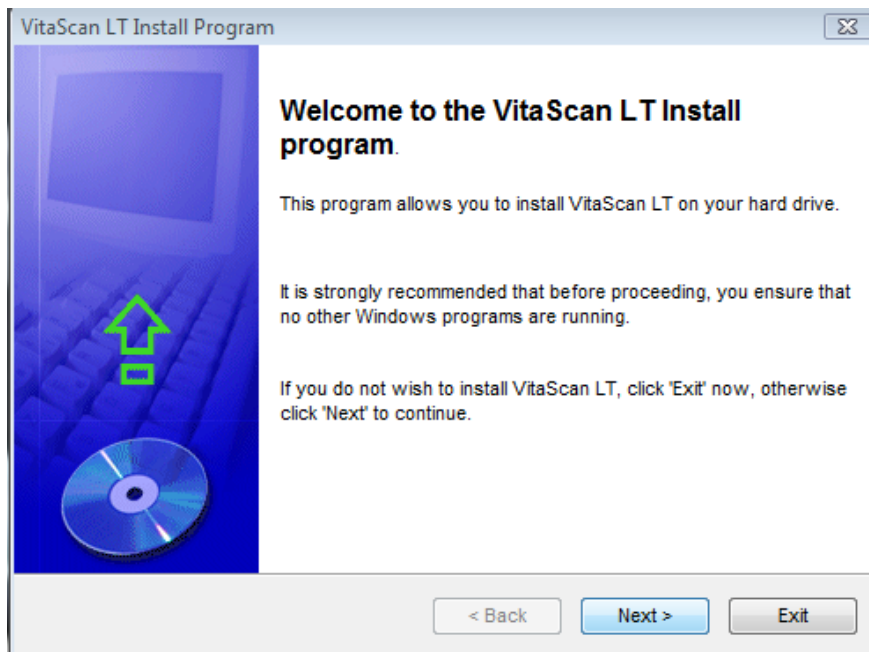 VitaScan LT Install Program
Welcome to the VitaScan LT Install
program.
This program allows you to install VitaScan LT on your hard drive.
It is strongly recommended that before proceeding, you ensure that
no other Windows programs are running.
If you do not wish to install VitaScan LT, click 'Exit' now, otherwise
click 'Next' to continue.
< Back Next > Exit